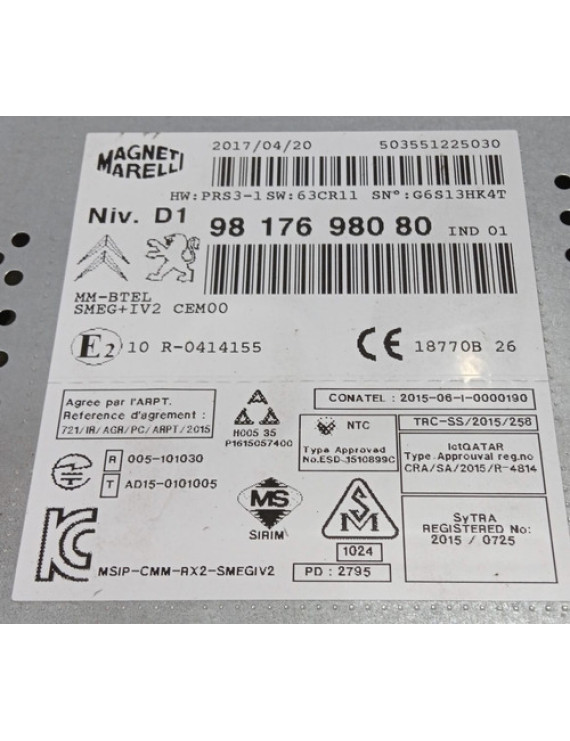 MAGNETI
MARELLI
2017/04/20 503551225030
HW:PRS3-1 SW:63CR11 SN°:G6S13HK4T
Niv. D1 98 176 980 80 IND 01
MM-BTEL
SMEG+IV2 CEM00
E2 10 R-0414155 CE 18770B 26
Agree par l'ARPT.
Reference d'agrement :
721/IR/AGR/PC/ARPT/2015
H005 35
P1615057400
CONATEL : 2015-06-I-0000190
NTC
Type Approved
No.ESD-1510899C
TRC-SS/2015/258
IctQATAR
Type Approuval reg.no
CRA/SA/2015/R-4814
R 005-101030
T AD15-0101005
MS
SIRIM
SM
1024
PD : 2795
SyTRA
REGISTERED No:
2015 / 0725
KC
MSIP-CMM-RX2-SMEGIV2